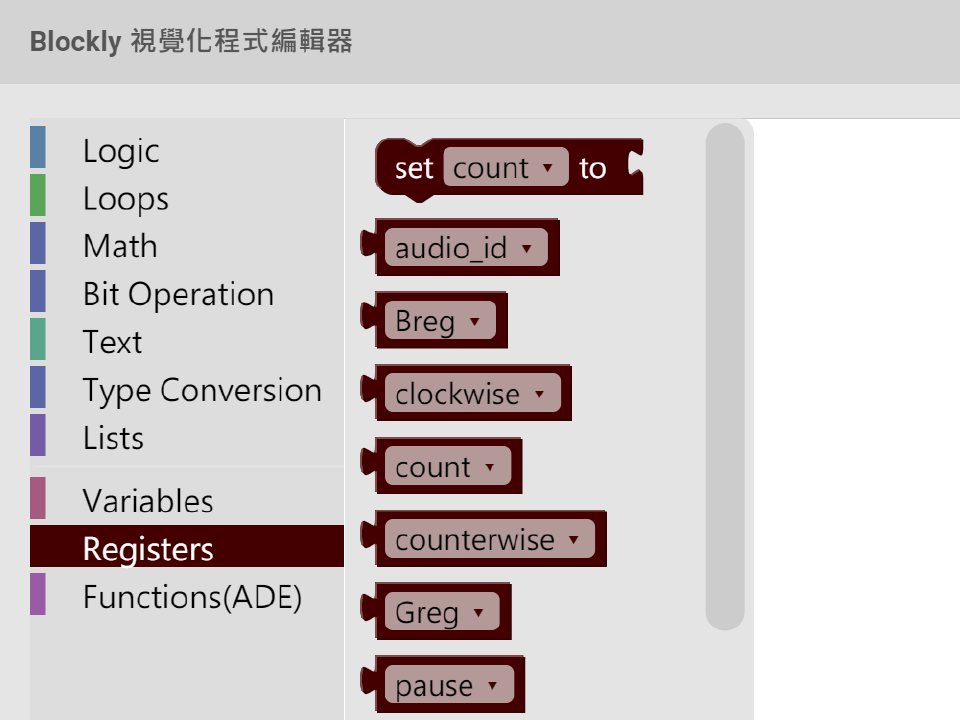 Blockly 視覺化程式編輯器
Logic
Loops
Math
Bit Operation
Text
Type Conversion
Lists
Variables
Registers
Functions(ADE)
set count to
audio_id
Breg
clockwise
count
counterwise
Greg
pause